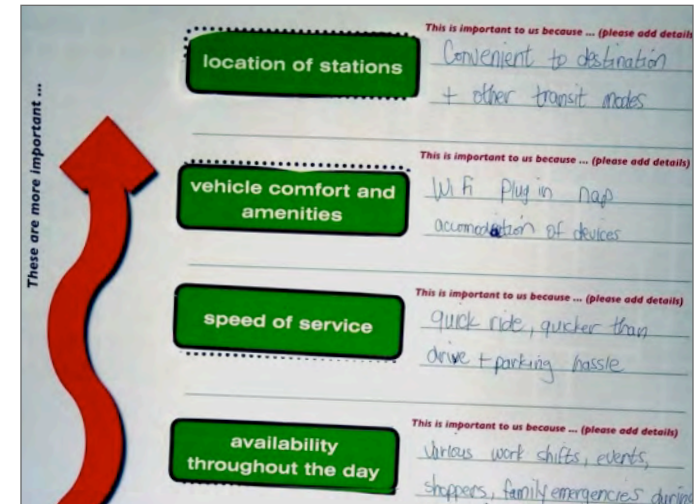 These are more important ...
This is important to us because ... (please add details
location of stations
Convenient to destination
+ other transit modes
This is important to us because ... (please add details)
vehicle comfort and
amenities
Wifi plug in nap
accomodation of devices
This is important to us because ... (please add details)
speed of service
quick ride, quicker than
drive + parking hassle
This is important to us because ... (please add details)
availability
throughout the day
Various work shifts, events,
shoppers, family emergencies during